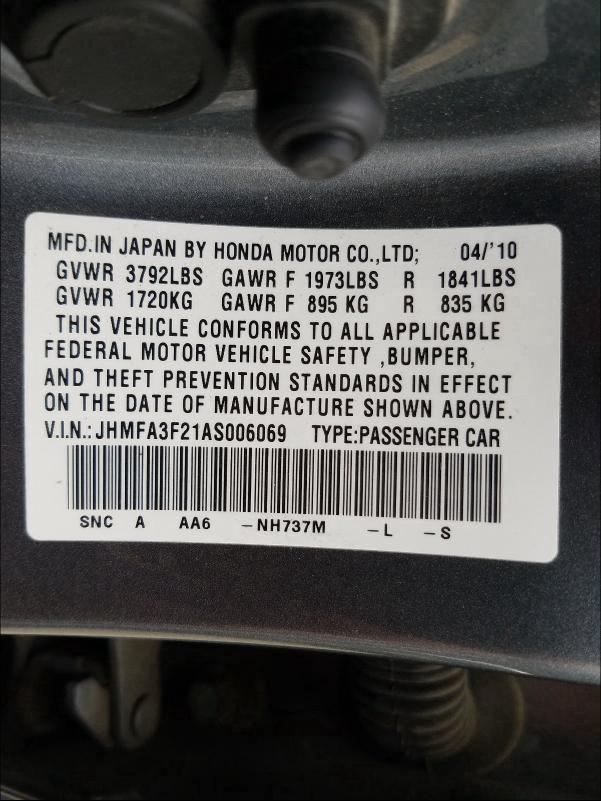 MFD.IN JAPAN BY HONDA MOTOR CO.,LTD; 04/'10
GVWR 3792LBS GAWR F 1973LBS R 1841LBS
GVWR 1720KG GAWR F 895 KG R 835 KG
THIS VEHICLE CONFORMS TO ALL APPLICABLE
FEDERAL MOTOR VEHICLE SAFETY ,BUMPER,
AND THEFT PREVENTION STANDARDS IN EFFECT
ON THE DATE OF MANUFACTURE SHOWN ABOVE.
V.I.N.:JHMFA3F21AS006069 TYPE:PASSENGER CAR
SNC A AA6 -NH737M -L -S